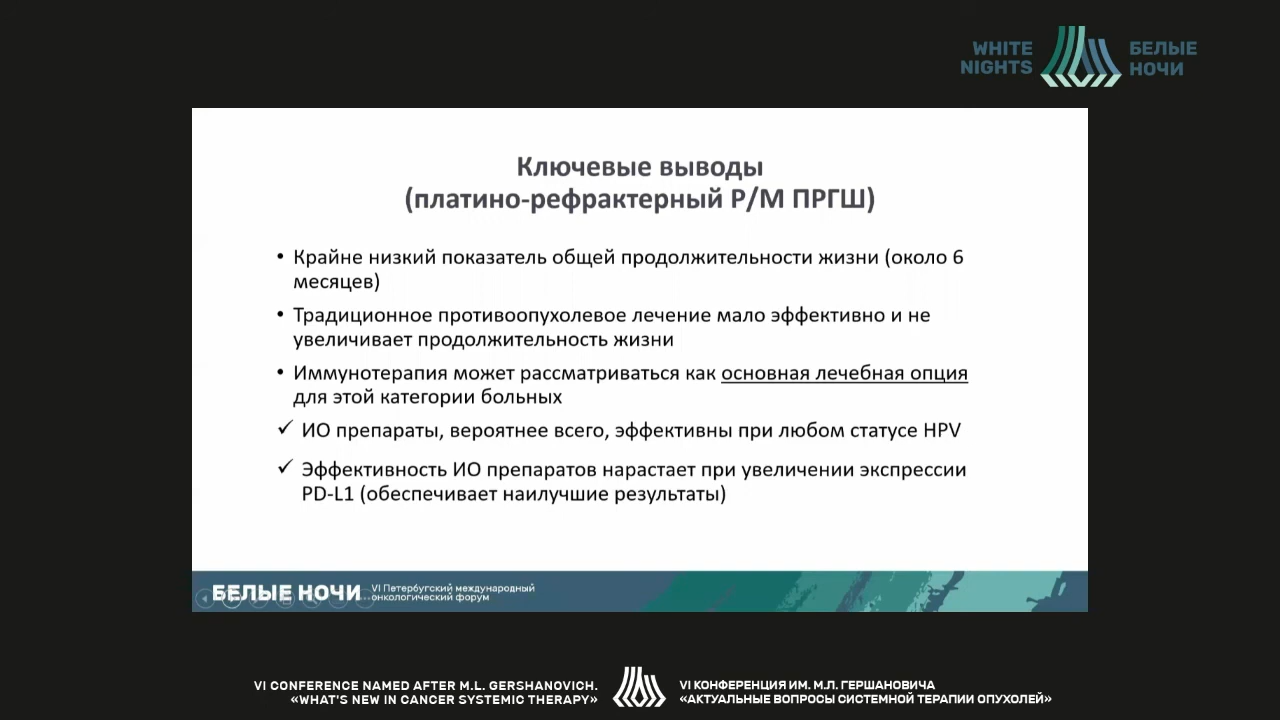 WHITE
NIGHTS
БЕЛЫЕ
НОЧИ
Ключевые выводы
(платино-рефрактерный Р/М ПРГШ)
• Крайне низкий показатель общей продолжительности жизни (около 6
месяцев)
• Традиционное противоопухолевое лечение мало эффективно и не
увеличивает продолжительность жизни
• Иммунотерапия может рассматриваться как основная лечебная опция
для этой категории больных
✓ ИО препараты, вероятнее всего, эффективны при любом статусе HPV
✓ Эффективность ИО препаратов нарастает при увеличении экспрессии
PD-L1 (обеспечивает наилучшие результаты)
БЕЛЫЕ НОЧИ
VI Петербугский международный
онкологический форум
VI CONFERENCE NAMED AFTER M.L. GERSHANOVICH.
«WHAT'S NEW IN CANCER SYSTEMIC THERAPY»
VI КОНФЕРЕНЦИЯ ИМ. М.Л. ГЕРШАНОВИЧА
«АКТУАЛЬНЫЕ ВОПРОСЫ СИСТЕМНОЙ ТЕРАПИИ ОПУХОЛЕЙ»